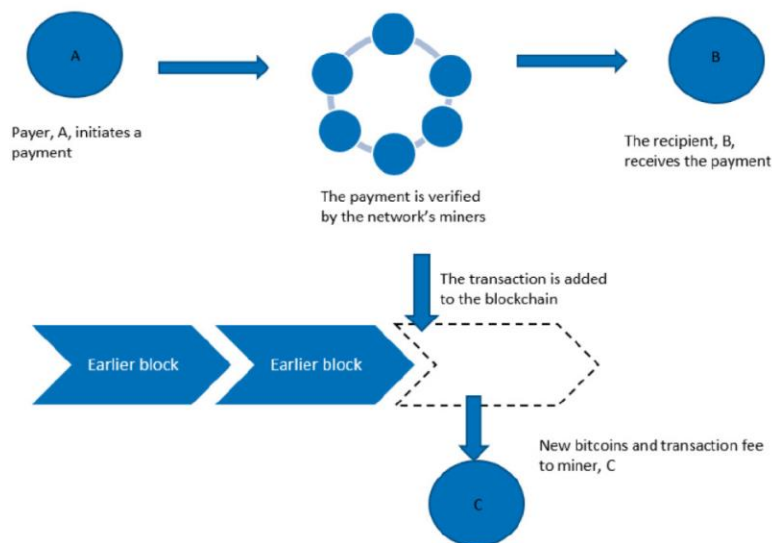 A
B
Payer, A, initiates a
payment
The recipient, B,
receives the payment
The payment is verified
by the network's miners
The transaction is added
to the blockchain
Earlier block
Earlier block
New bitcoins and transaction fee
to miner, C
C